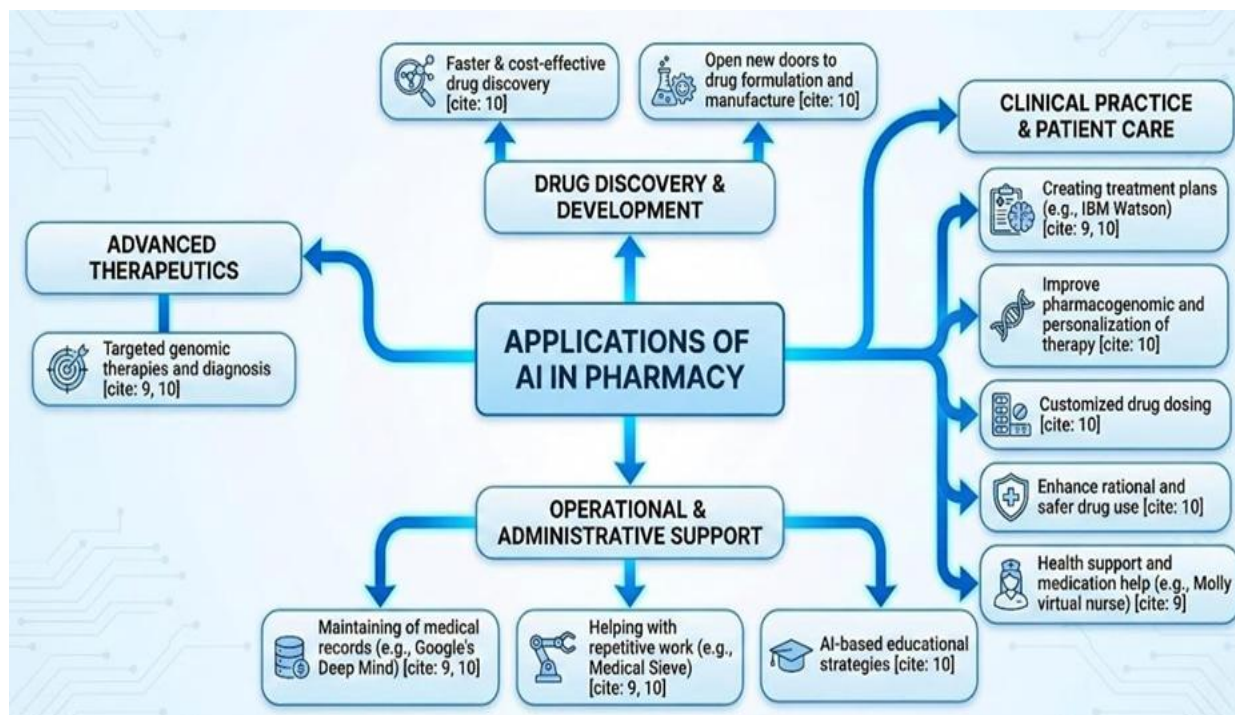 Faster & cost-effective
drug discovery
[cite: 10]
Open new doors to
drug formulation and
manufacture [cite: 10]
CLINICAL PRACTICE
& PATIENT CARE
DRUG DISCOVERY &
DEVELOPMENT
Creating treatment plans
(e.g., IBM Watson)
[cite: 9, 10]
ADVANCED
THERAPEUTICS
Improve
pharmacogenomic and
personalization of
therapy [cite: 10]
APPLICATIONS OF
AI IN PHARMACY
Targeted genomic
therapies and diagnosis
[cite: 9, 10]
Customized drug dosing
[cite: 10]
Enhance rational and
safer drug use [cite: 10]
OPERATIONAL &
ADMINISTRATIVE SUPPORT
Health support and
medication help (e.g., Molly
virtual nurse) [cite: 9]
Maintaining of medical
records (e.g., Google's
Deep Mind) [cite: 9, 10]
Helping with
repetitive work (e.g.,
Medical Sieve)
[cite: 9, 10]
AI-based educational
strategies [cite: 10]